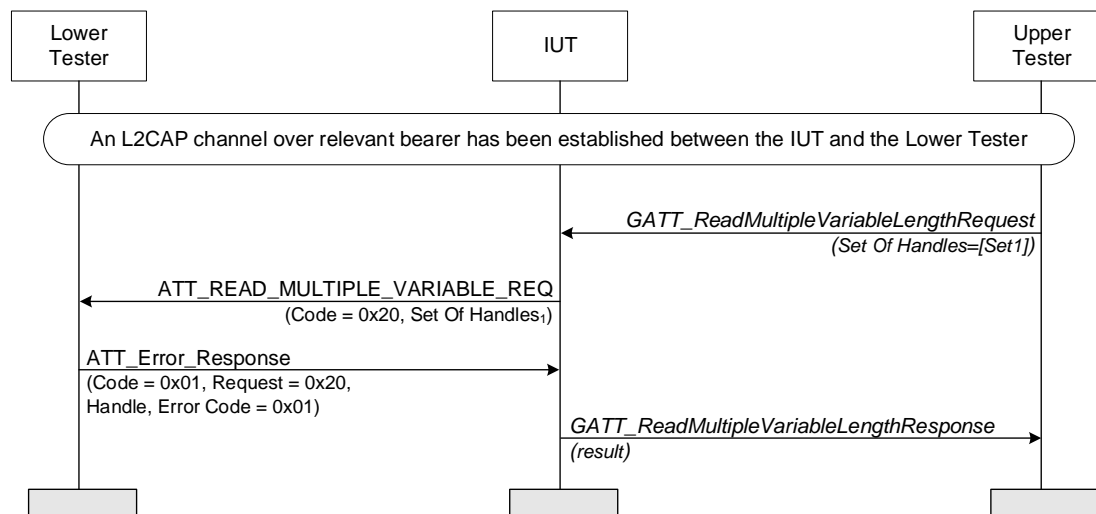 Lower
Tester
IUT
Upper
Tester
An L2CAP channel over relevant bearer has been established between the IUT and the Lower Tester
GATT_ReadMultipleVariableLengthRequest
(Set Of Handles=[Set1])
ATT_READ_MULTIPLE_VARIABLE_REQ
(Code = 0x20, Set Of Handles₁)
ATT_Error_Response
(Code = 0x01, Request = 0x20,
Handle, Error Code = 0x01)
GATT_ReadMultipleVariableLengthResponse
(result)